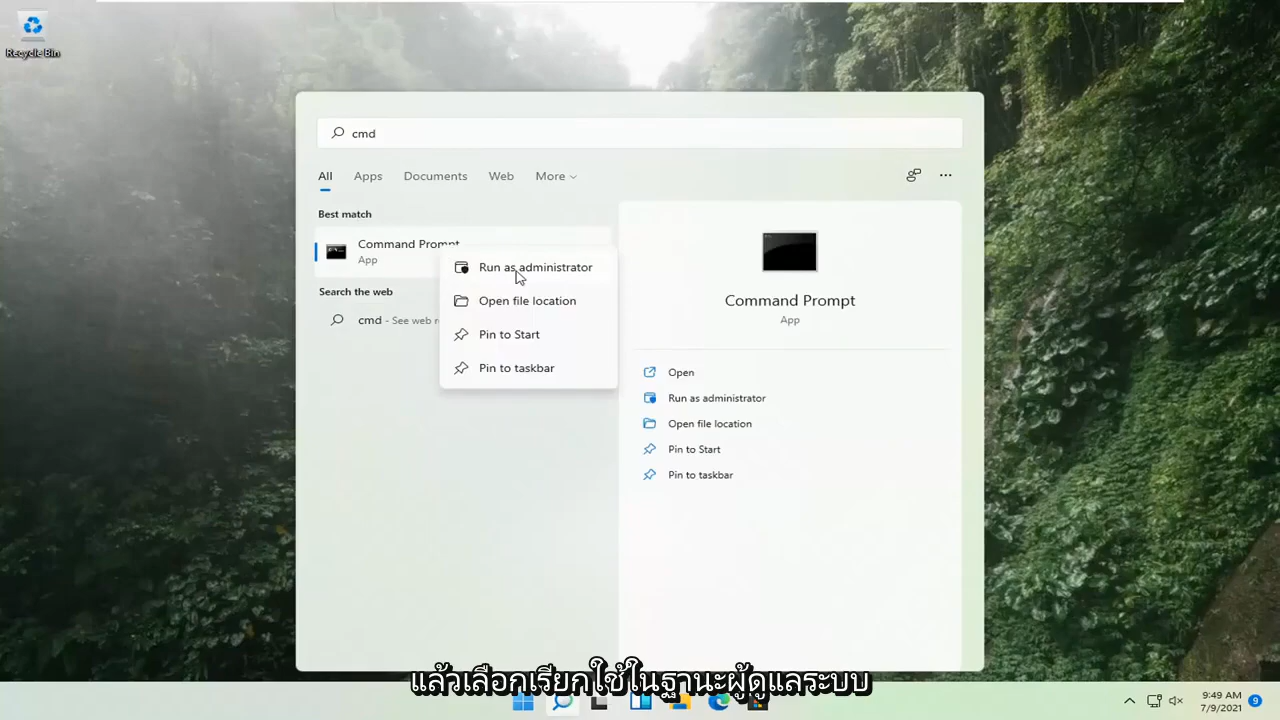 Recycle Bin
cmd
All Apps Documents Web More
Best match
Command Prompt
App
Search the web
cmd - See web
Run as administrator
Open file location
Pin to Start
Pin to taskbar
Command Prompt
App
Open
Run as administrator
Open file location
Pin to Start
Pin to taskbar
แล้วเลือกเรียกใช้ในฐานะผู้ดูแลระบบ
9:49 AM
7/9/2021
9